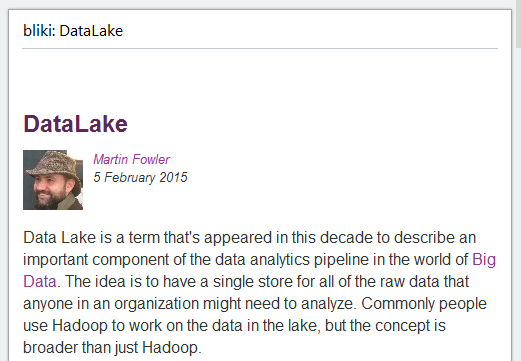 bliki: DataLake
DataLake
Martin Fowler
5 February 2015
Data Lake is a term that's appeared in this decade to describe an
important component of the data analytics pipeline in the world of Big
Data. The idea is to have a single store for all of the raw data that
anyone in an organization might need to analyze. Commonly people
use Hadoop to work on the data in the lake, but the concept is
broader than just Hadoop.